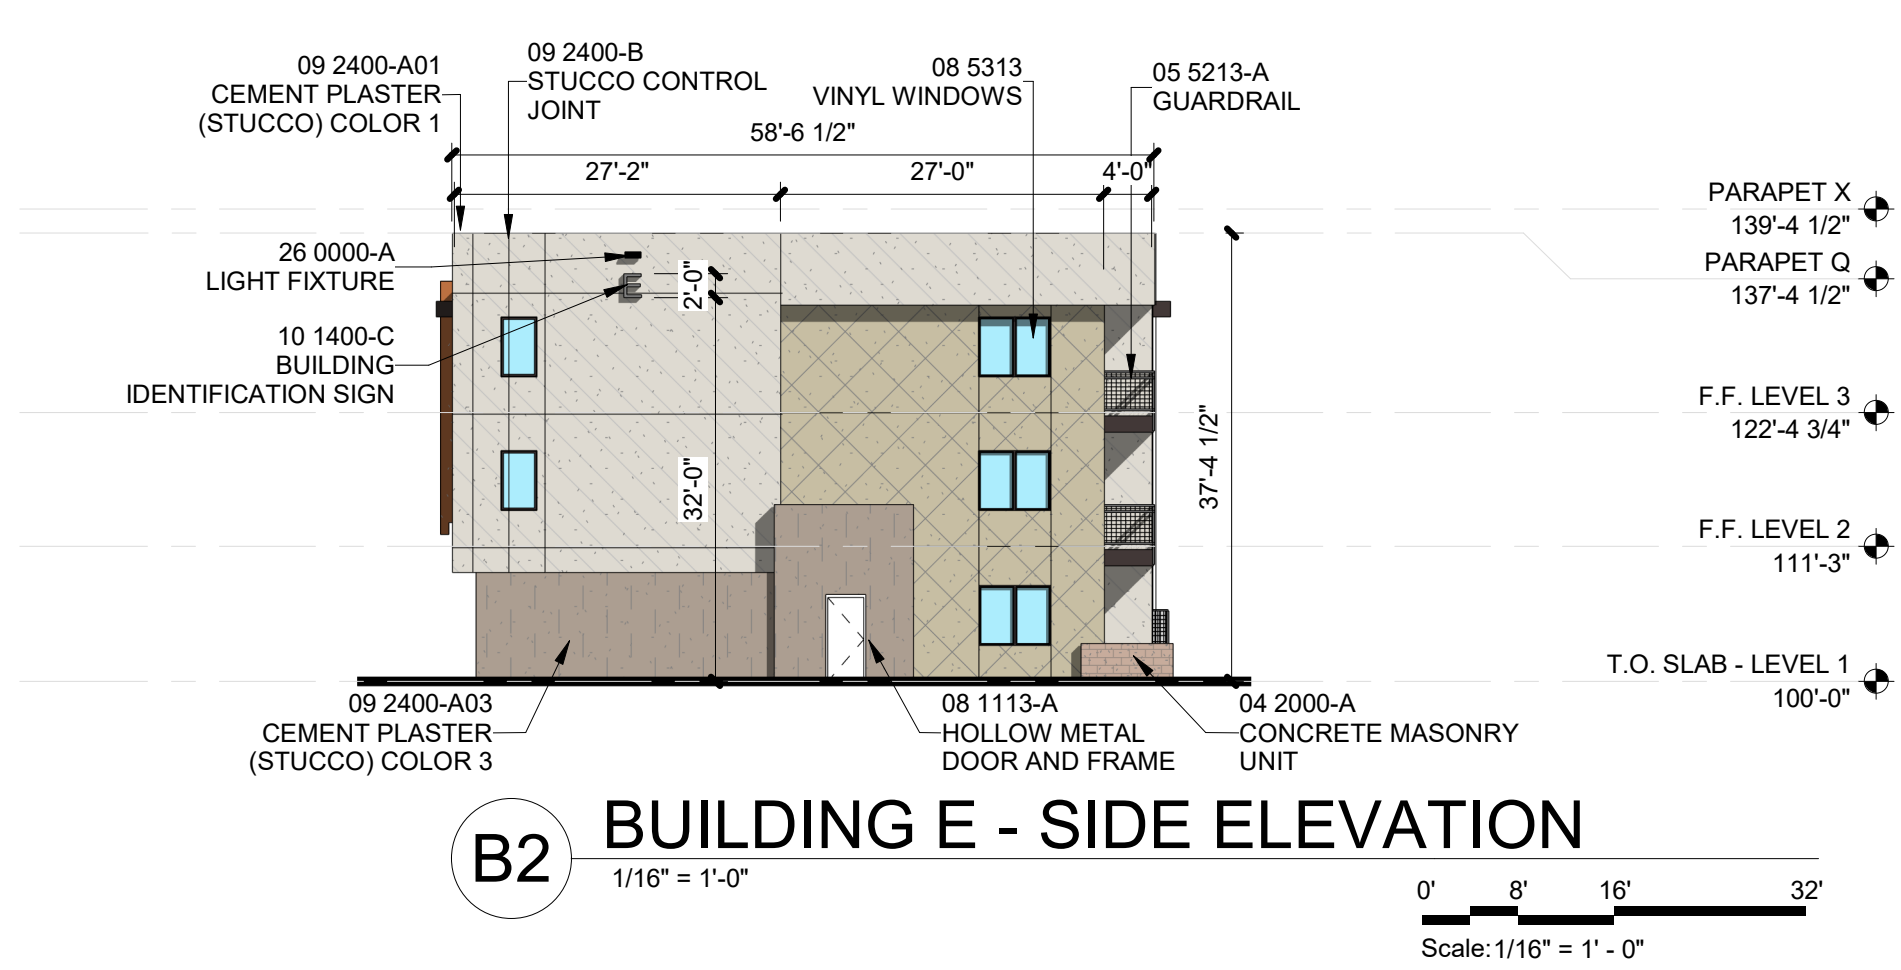 09 2400-A01
CEMENT PLASTER
(STUCCO) COLOR 1
09 2400-B
STUCCO CONTROL
JOINT
08 5313
VINYL WINDOWS
05 5213-A
GUARDRAIL
58'-6 1/2"
27'-2"
27'-0"
4'-0"
26 0000-A
LIGHT FIXTURE
10 1400-C
BUILDING
IDENTIFICATION SIGN
E
2'-0"
32'-0"
37'-4 1/2"
PARAPET X
139'-4 1/2"
PARAPET Q
137'-4 1/2"
F.F. LEVEL 3
122'-4 3/4"
F.F. LEVEL 2
111'-3"
T.O. SLAB - LEVEL 1
100'-0"
09 2400-A03
CEMENT PLASTER
(STUCCO) COLOR 3
08 1113-A
HOLLOW METAL
DOOR AND FRAME
04 2000-A
CONCRETE MASONRY
UNIT
B2
BUILDING E - SIDE ELEVATION
1/16" = 1'-0"
0' 8' 16' 32'
Scale: 1/16" = 1' - 0"